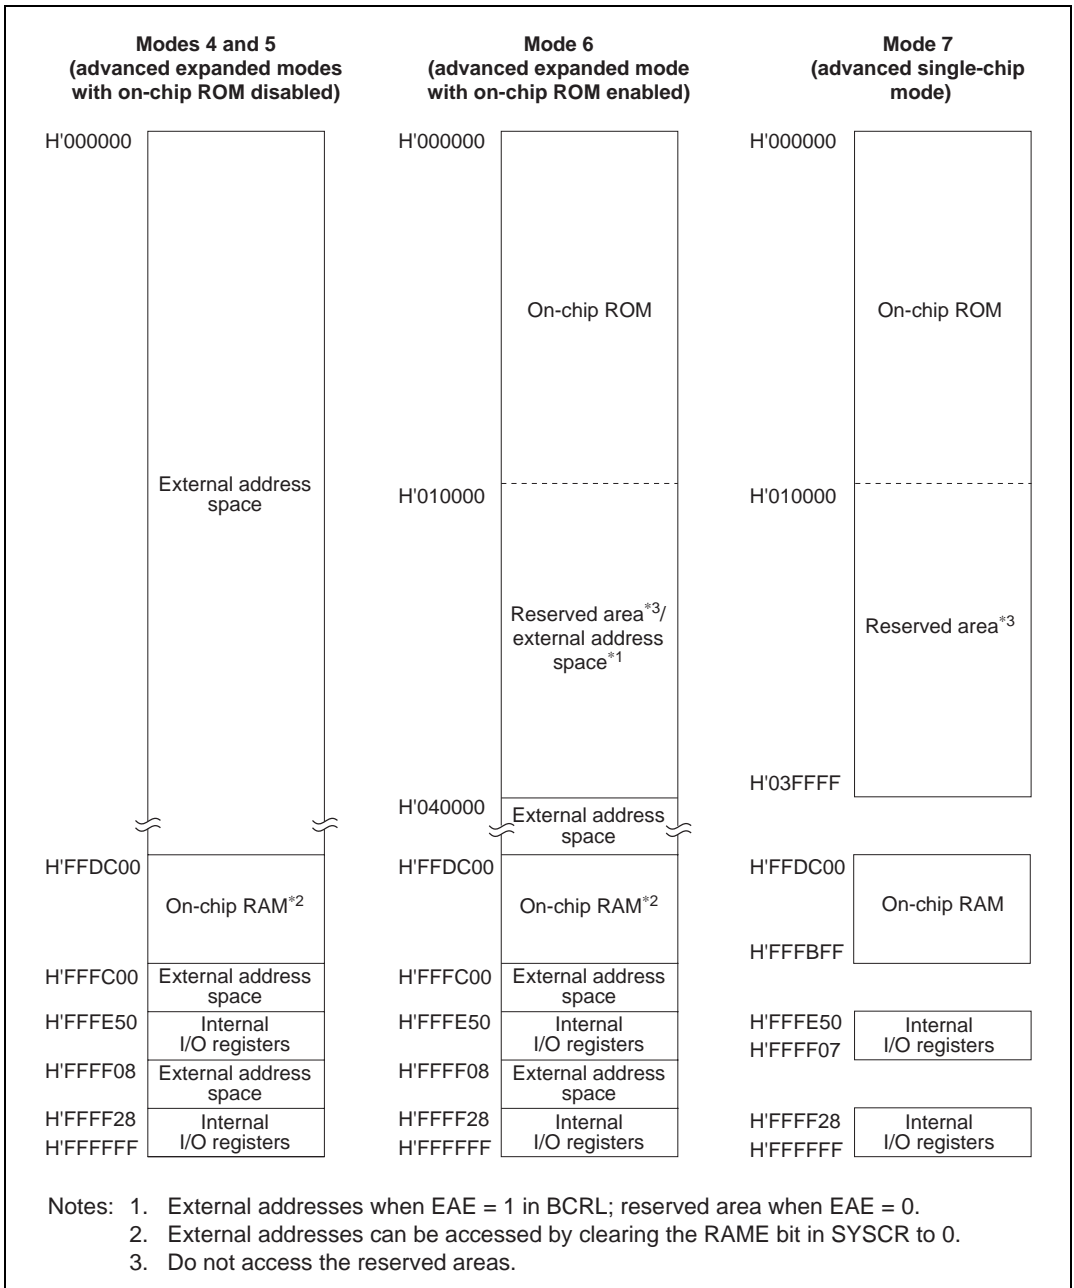 Modes 4 and 5
(advanced expanded modes
with on-chip ROM disabled)
H'000000
External address
space
H'FFDC00
On-chip RAM*2
H'FFFC00
External address
space
H'FFFE50
Internal
I/O registers
H'FFFF08
External address
space
H'FFFF28
Internal
I/O registers
H'FFFFFF
Mode 6
(advanced expanded mode
with on-chip ROM enabled)
H'000000
On-chip ROM
H'010000
Reserved area*3/
external address
space*1
H'040000
External address
space
H'FFDC00
On-chip RAM*2
H'FFFC00
External address
space
H'FFFE50
Internal
I/O registers
H'FFFF08
External address
space
H'FFFF28
Internal
I/O registers
H'FFFFFF
Mode 7
(advanced single-chip
mode)
H'000000
On-chip ROM
H'010000
Reserved area*3
H'03FFFF
H'FFDC00
On-chip RAM
H'FFFBFF
H'FFFE50
Internal
I/O registers
H'FFFF07
H'FFFF28
Internal
I/O registers
H'FFFFFF
Notes: 1. External addresses when EAE = 1 in BCRL; reserved area when EAE = 0.
2. External addresses can be accessed by clearing the RAME bit in SYSCR to 0.
3. Do not access the reserved areas.